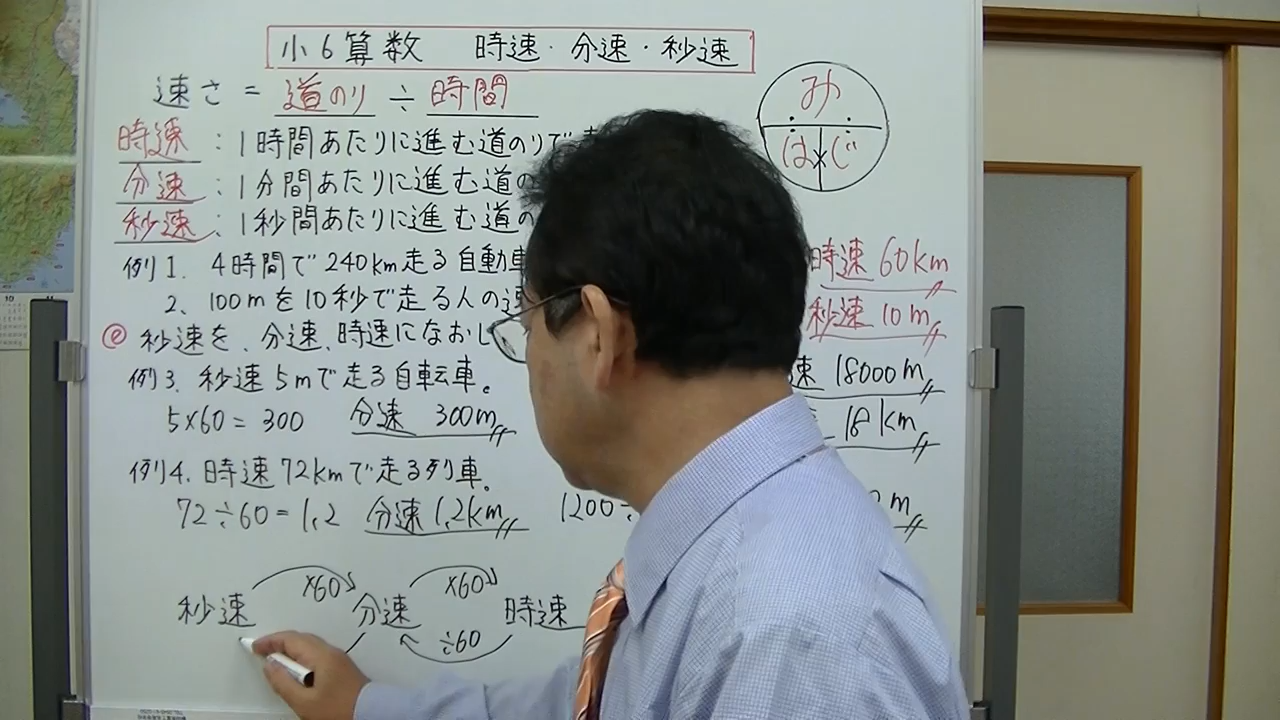 小6算数 時速・分速・秒速
速さ = 道のり ÷ 時間
み
は×じ
時速:1時間あたりに進む道のりで
分速:1分間あたりに進む道の
秒速:1秒間あたりに進む道の
例1. 4時間で240km走る自動車 時速60km
2、100mを10秒で走る人の速 秒速10m
秒速を、分速、時速になおし
例3. 秒速5mで走る自転車。 速 18000m
5×60=300 分速 300m 18km
例4. 時速72kmで走る列車。
72÷60=1.2 分速1.2km 1200÷ m
×60 ×60
秒速 分速 時速
÷60